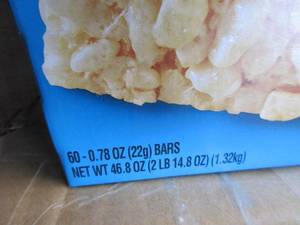 60 - 0.78 OZ (22g) BARS
NET WT 46.8 OZ (2 LB 14.8 OZ) (1.32kg)